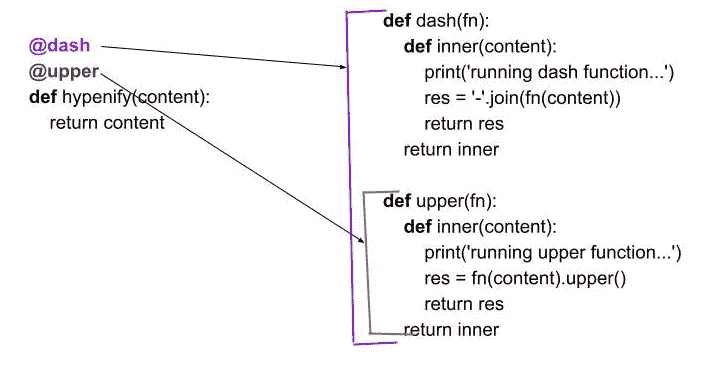 @dash
@upper
def hypenify(content):
    return content
def dash(fn):
    def inner(content):
        print('running dash function...')
        res = '-'.join(fn(content))
        return res
    return inner
def upper(fn):
    def inner(content):
        print('running upper function...')
        res = fn(content).upper()
        return res
    return inner